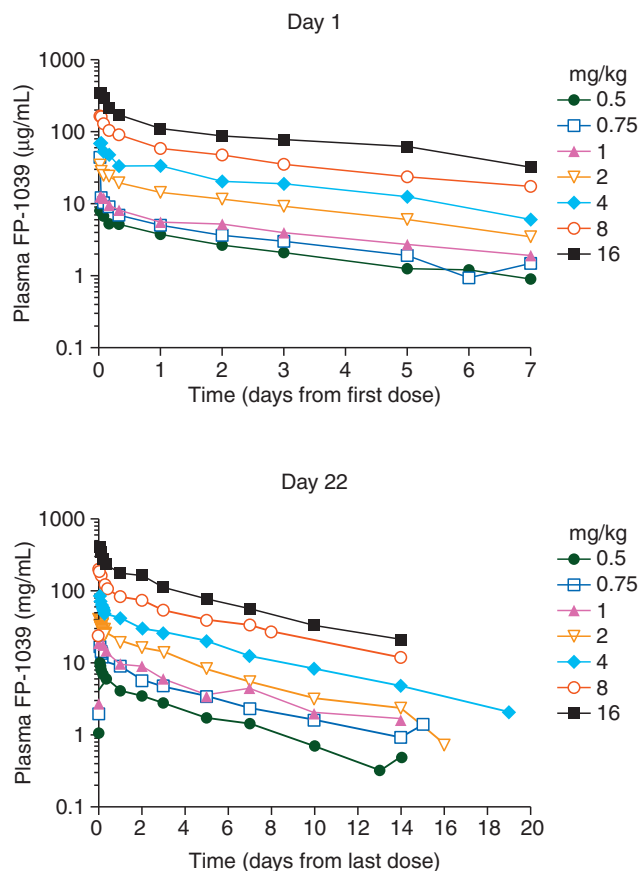 Day 1
Plasma FP-1039 (μg/mL)
1000
100
10
1
0.1
0 1 2 3 4 5 6 7
Time (days from first dose)
mg/kg
0.5
0.75
1
2
4
8
16
Day 22
Plasma FP-1039 (mg/mL)
1000
100
10
1
0.1
0 2 4 6 8 10 12 14 16 18 20
Time (days from last dose)
mg/kg
0.5
0.75
1
2
4
8
16